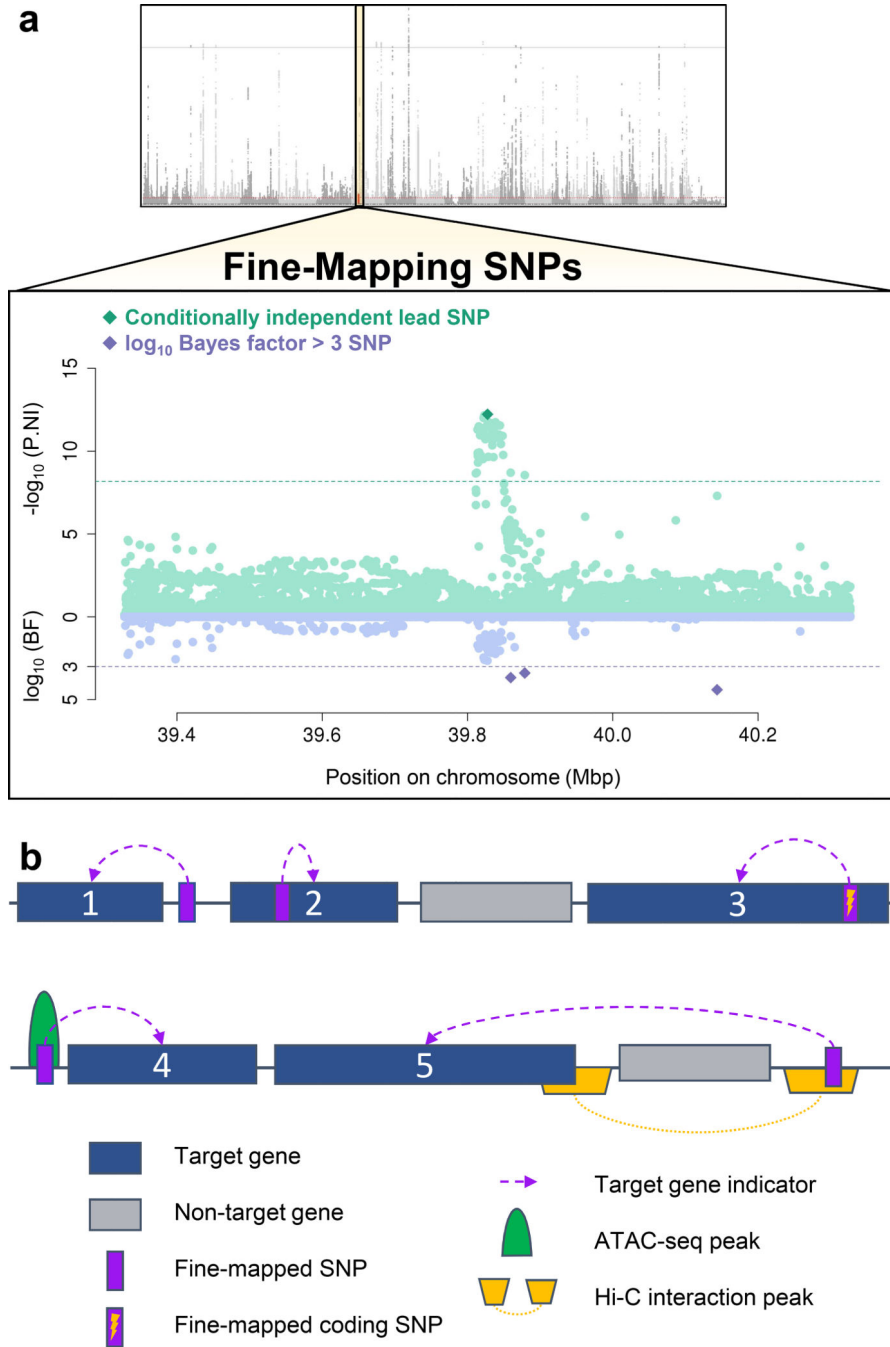 a
Fine-Mapping SNPs
Conditionally independent lead SNP
log₁₀ Bayes factor > 3 SNP
-log₁₀ (P.NI)
15
10
5
0
log₁₀ (BF)
3
5
39.4 39.6 39.8 40.0 40.2
Position on chromosome (Mbp)
b
1 2 3
4 5
Target gene
Non-target gene
Fine-mapped SNP
Fine-mapped coding SNP
Target gene indicator
ATAC-seq peak
Hi-C interaction peak